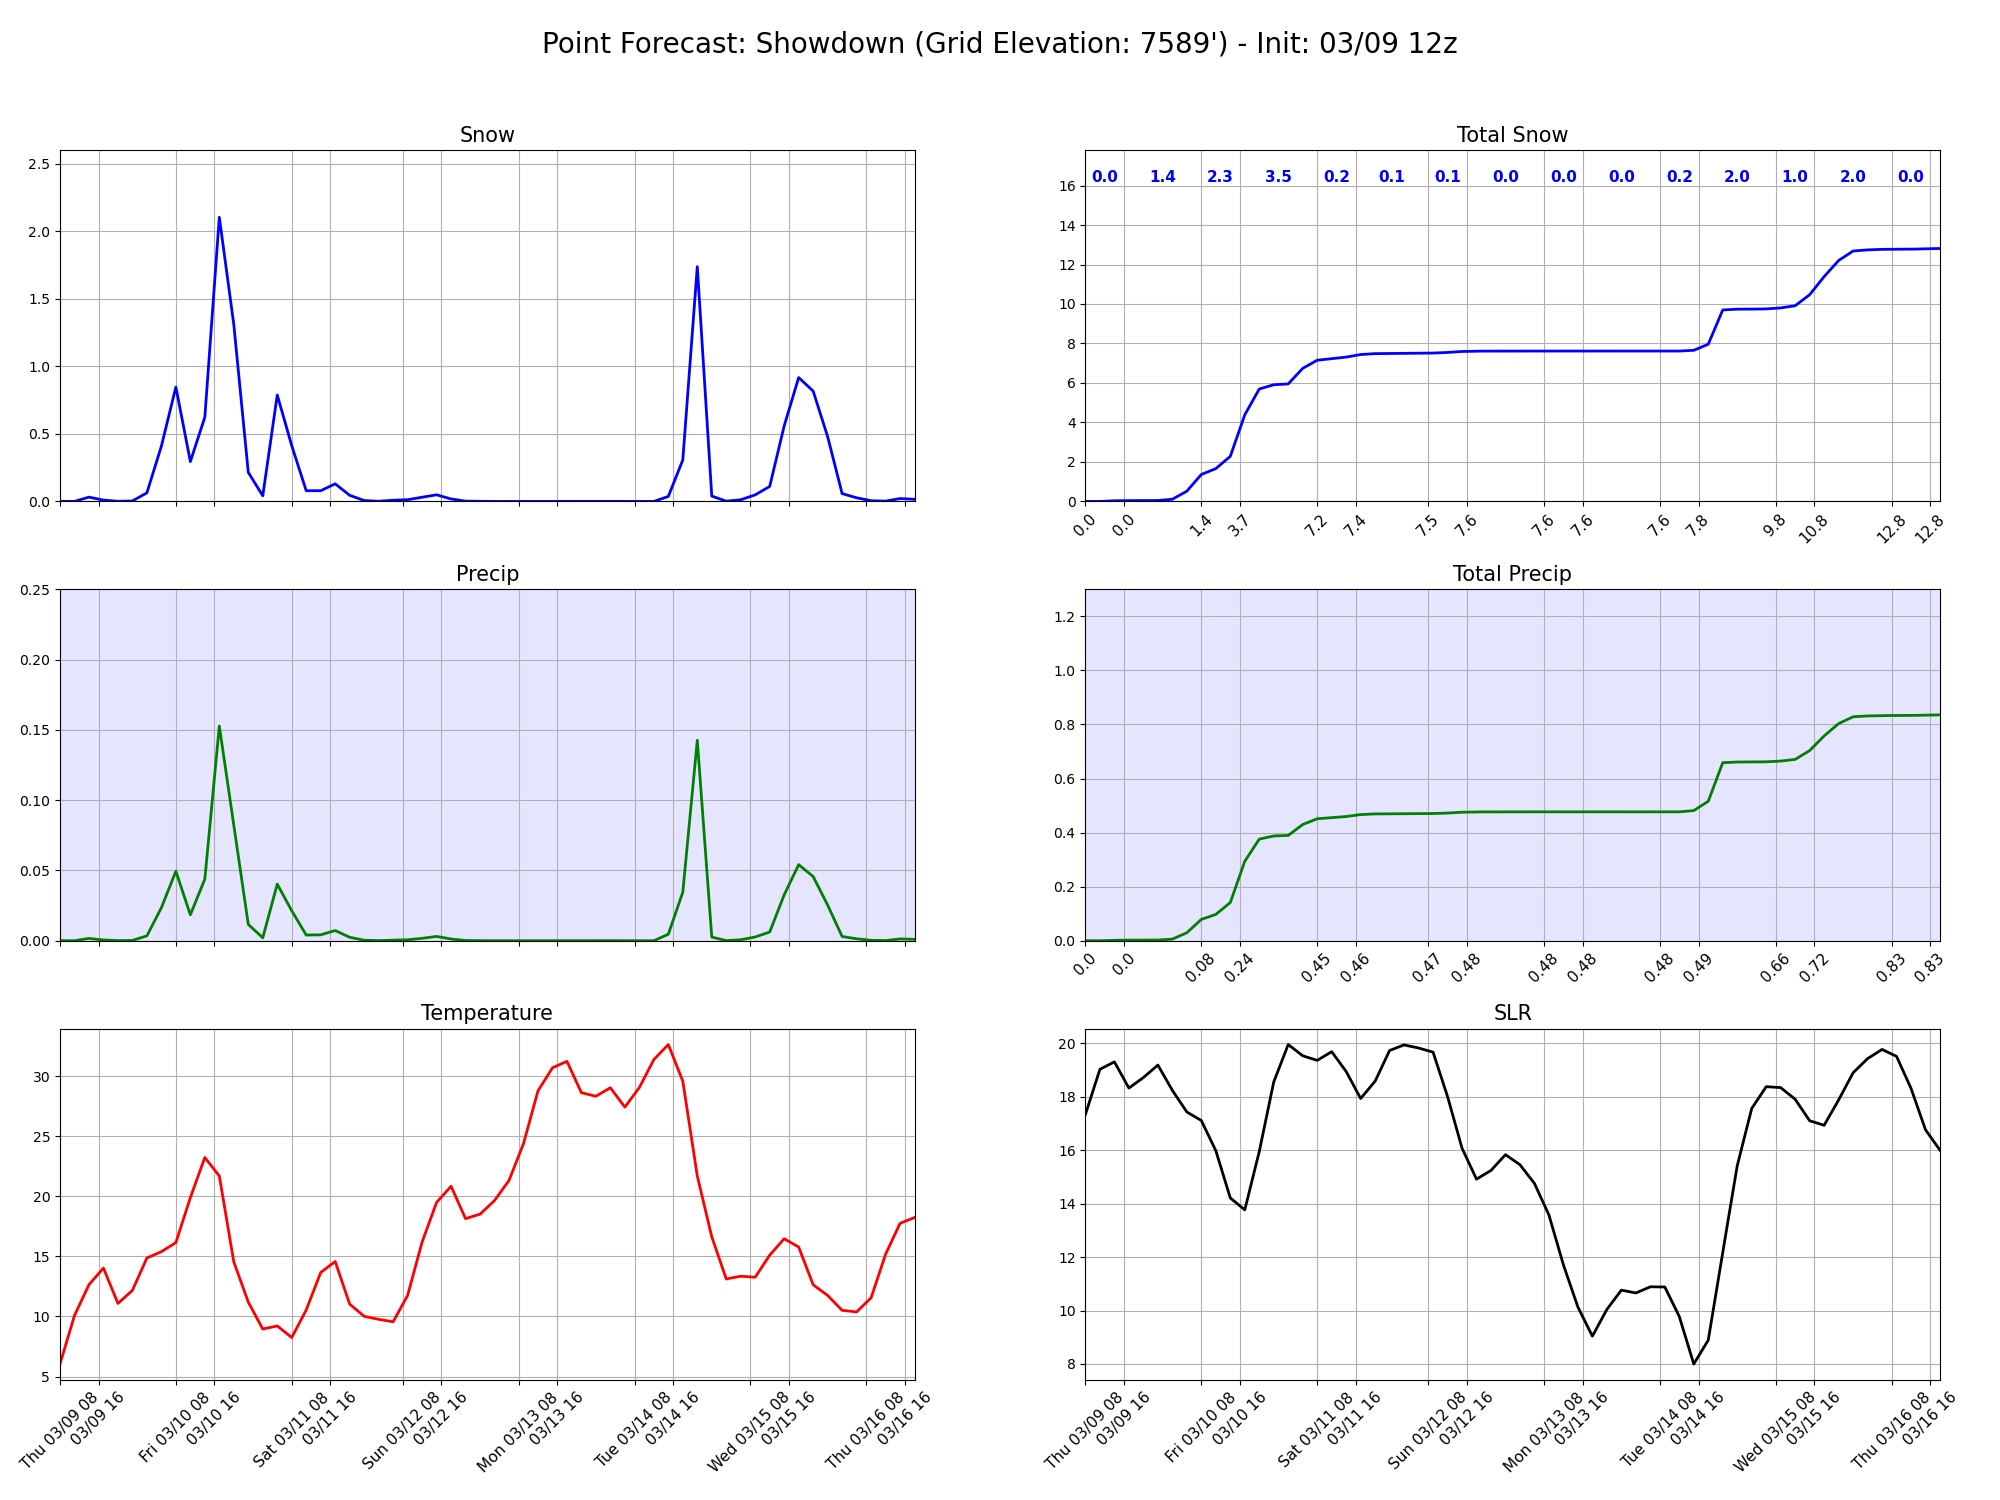 Point Forecast: Showdown (Grid Elevation: 7589') - Init: 03/09 12z
Snow
2.5
2.0
1.5
1.0
0.5
0.0
Total Snow
0.0 1.4 2.3 3.5 0.2 0.1 0.1 0.0 0.0 0.0 0.2 2.0 1.0 2.0 0.0
16
14
12
10
8
6
4
2
0
0.0 0.0 1.4 3.7 7.2 7.4 7.5 7.6 7.6 7.6 7.6 7.8 9.8 10.8 12.8 12.8
Precip
0.25
0.20
0.15
0.10
0.05
0.00
Total Precip
1.2
1.0
0.8
0.6
0.4
0.2
0.0
0.0 0.0 0.08 0.24 0.45 0.46 0.47 0.48 0.48 0.48 0.48 0.49 0.66 0.72 0.83 0.83
Temperature
30
25
20
15
10
5
Thu 03/09 08
03/09 16
Fri 03/10 08
03/10 16
Sat 03/11 08
03/11 16
Sun 03/12 08
03/12 16
Mon 03/13 08
03/13 16
Tue 03/14 08
03/14 16
Wed 03/15 08
03/15 16
Thu 03/16 08
03/16 16
SLR
20
18
16
14
12
10
8
Thu 03/09 08
03/09 16
Fri 03/10 08
03/10 16
Sat 03/11 08
03/11 16
Sun 03/12 08
03/12 16
Mon 03/13 08
03/13 16
Tue 03/14 08
03/14 16
Wed 03/15 08
03/15 16
Thu 03/16 08
03/16 16